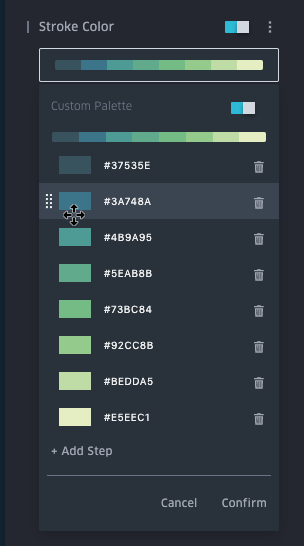 Stroke Color
Custom Palette
#37535E
#3A748A
#4B9A95
#5EAB8B
#73BC84
#92CC8B
#BEDDA5
#E5EEC1
+ Add Step
Cancel Confirm